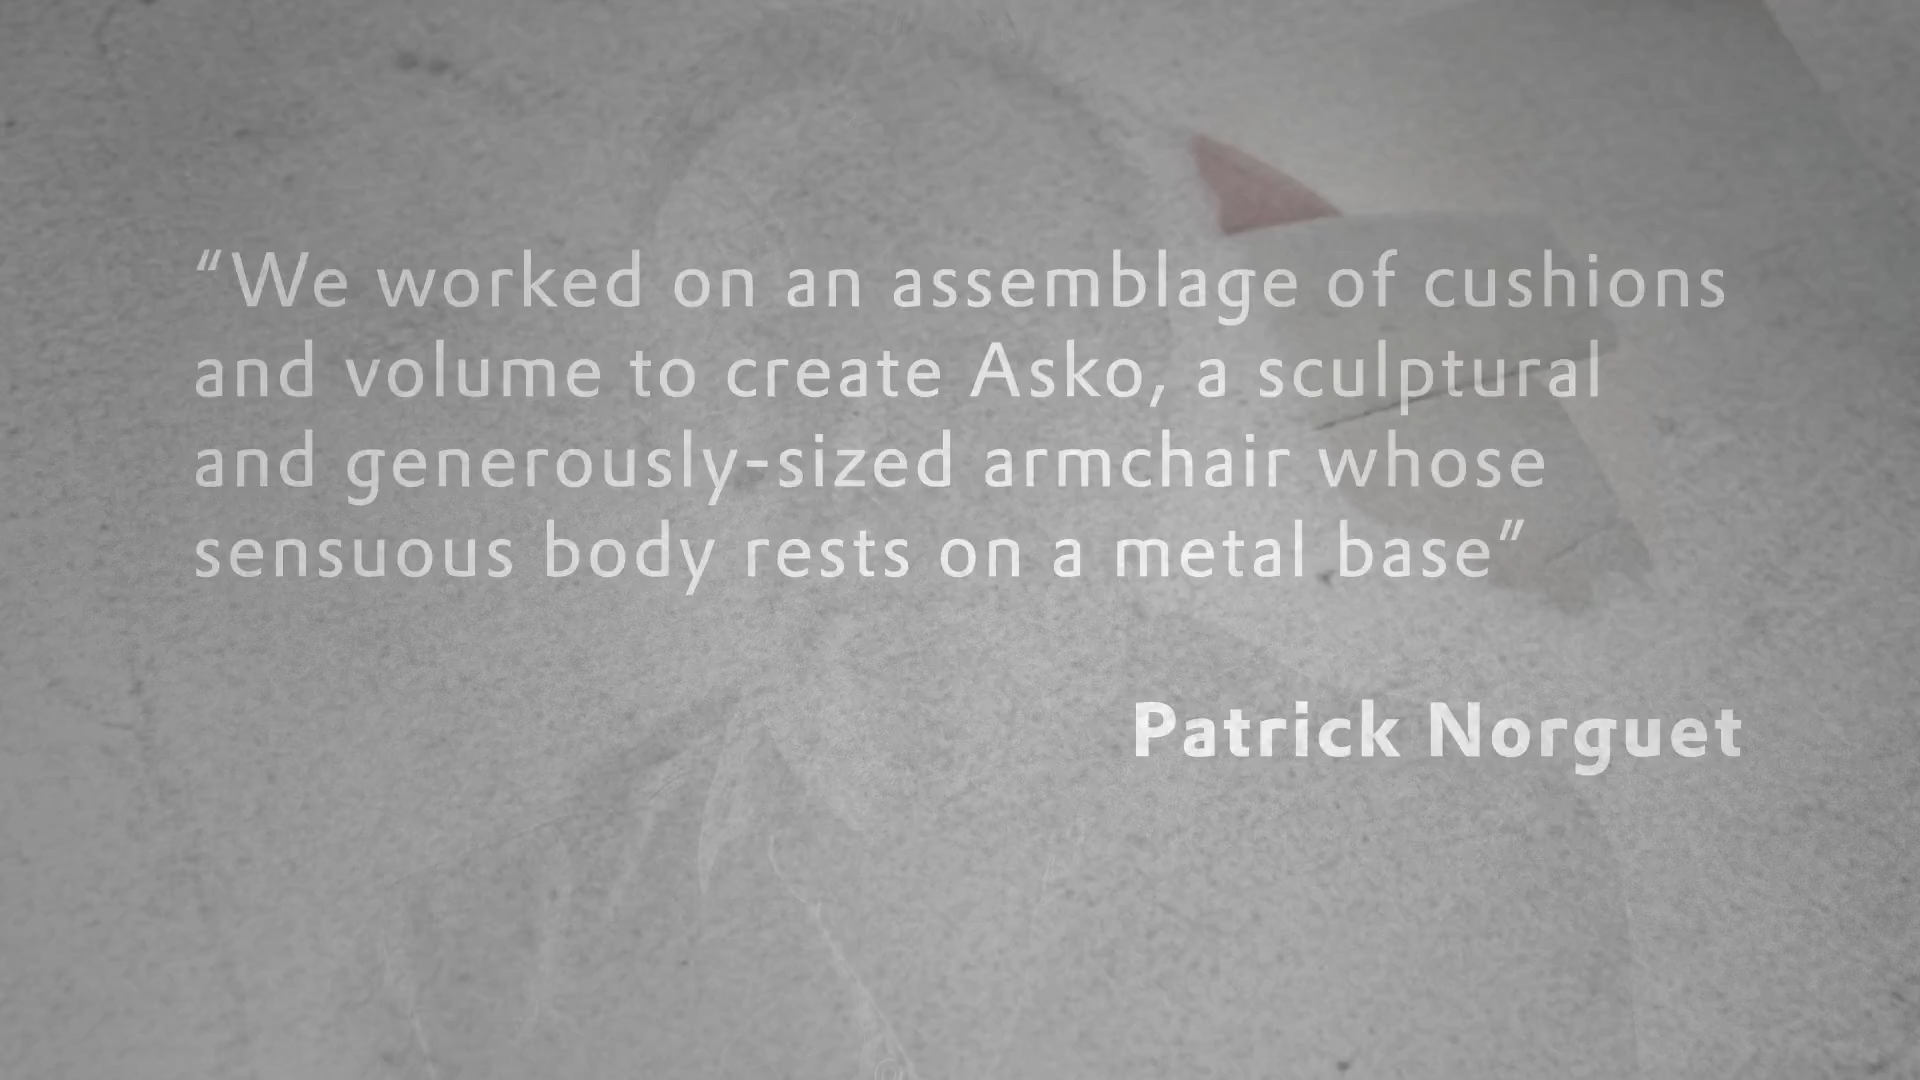 “We worked on an assemblage of cushions
and volume to create Asko, a sculptural
and generously-sized armchair whose
sensuous body rests on a metal base”
Patrick Norguet